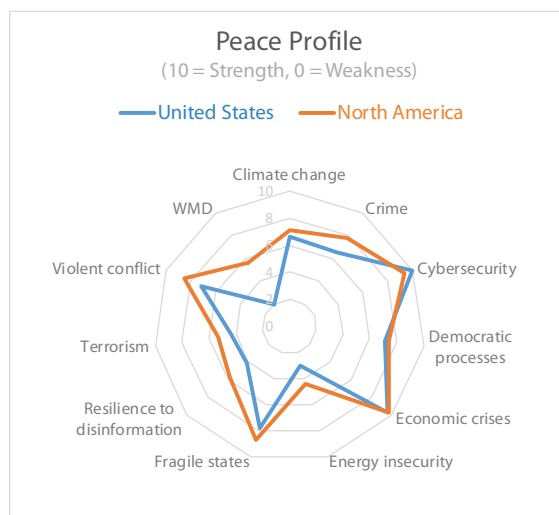 Peace Profile
(10 = Strength, 0 = Weakness)
United States
North America
Climate change
10
8
6
4
2
0
Crime
Cybersecurity
Democratic
processes
Economic crises
Energy insecurity
Fragile states
Resilience to
disinformation
Terrorism
Violent conflict
WMD